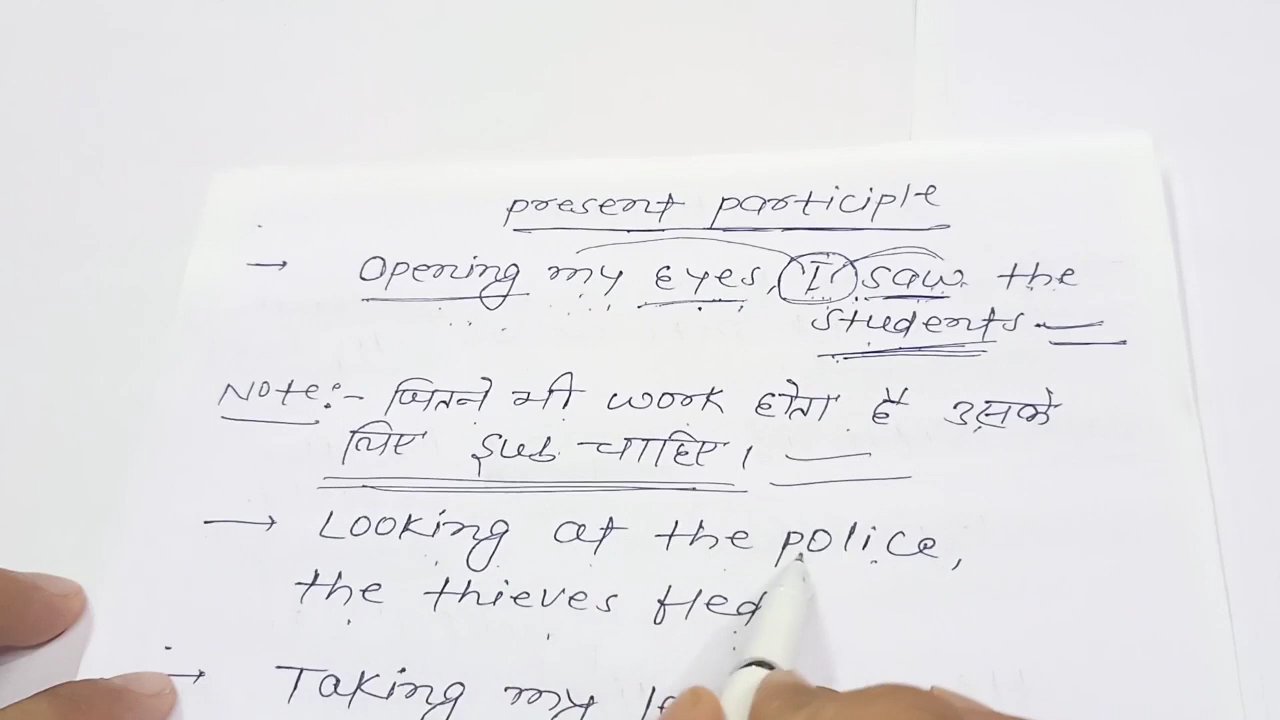 present participle
→ Opening my Eyes, I saw the
students
Note:- जितने भी work होता है उसके
लिए sub चाहिए।
→ Looking at the police,
the thieves fled
→ Taking my